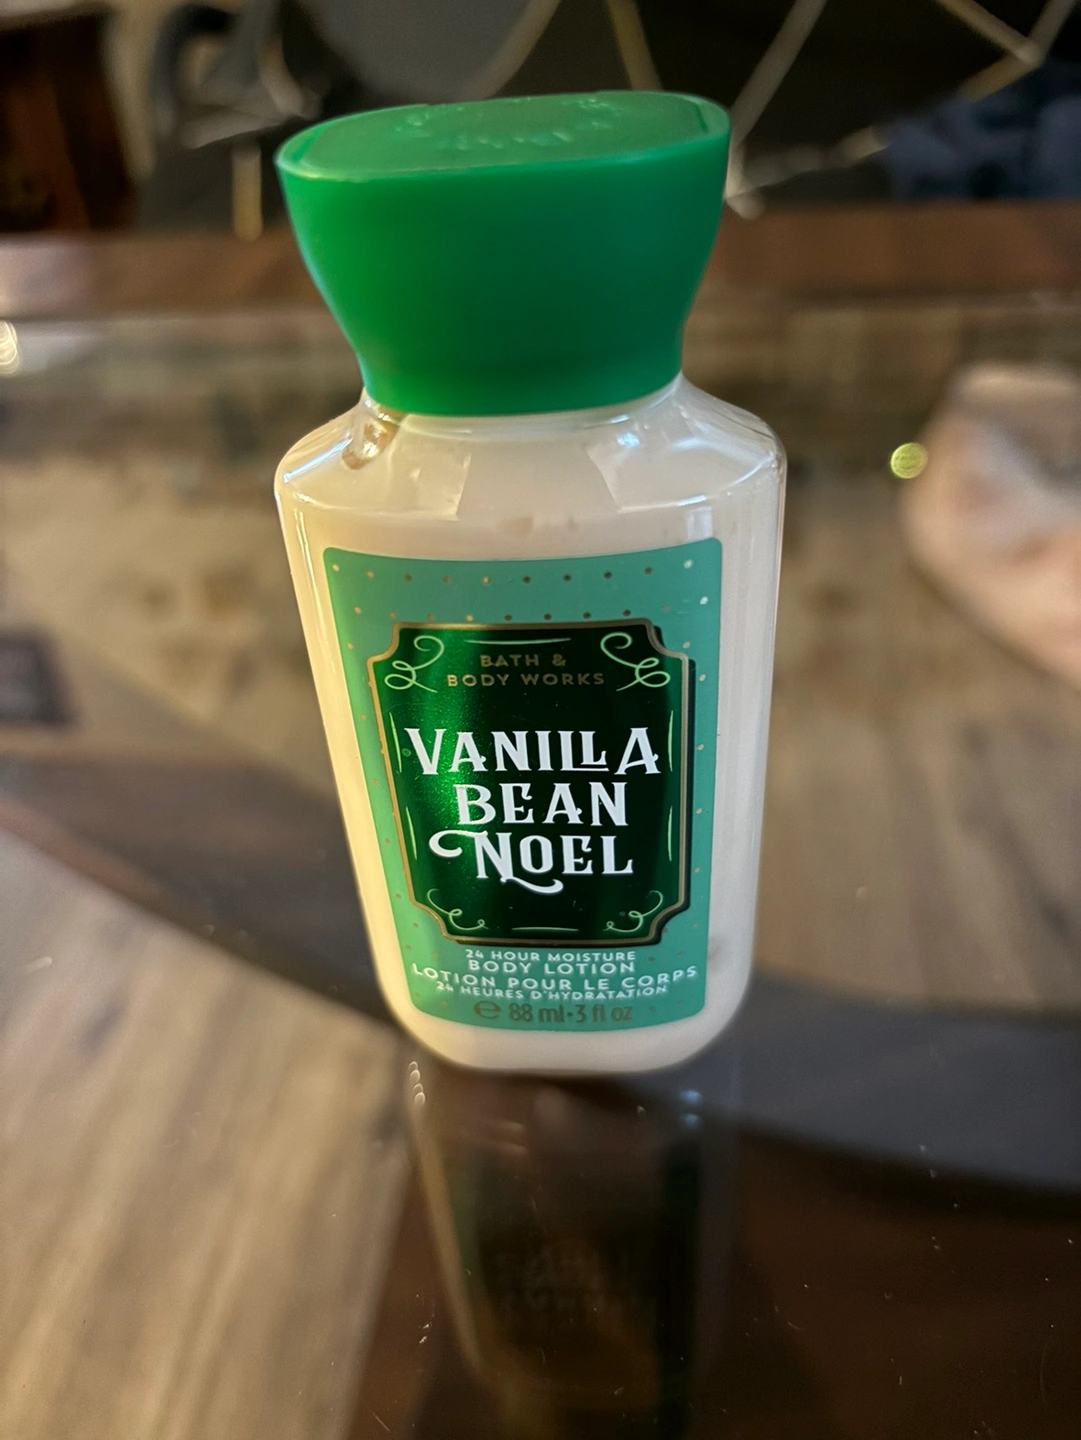 BATH &
BODY WORKS
VANILLA
BEAN
NOEL
24 HOUR MOISTURE
BODY LOTION
LOTION POUR LE CORPS
24 HEURES D'HYDRATATION
℮ 88 ml·3 fl oz